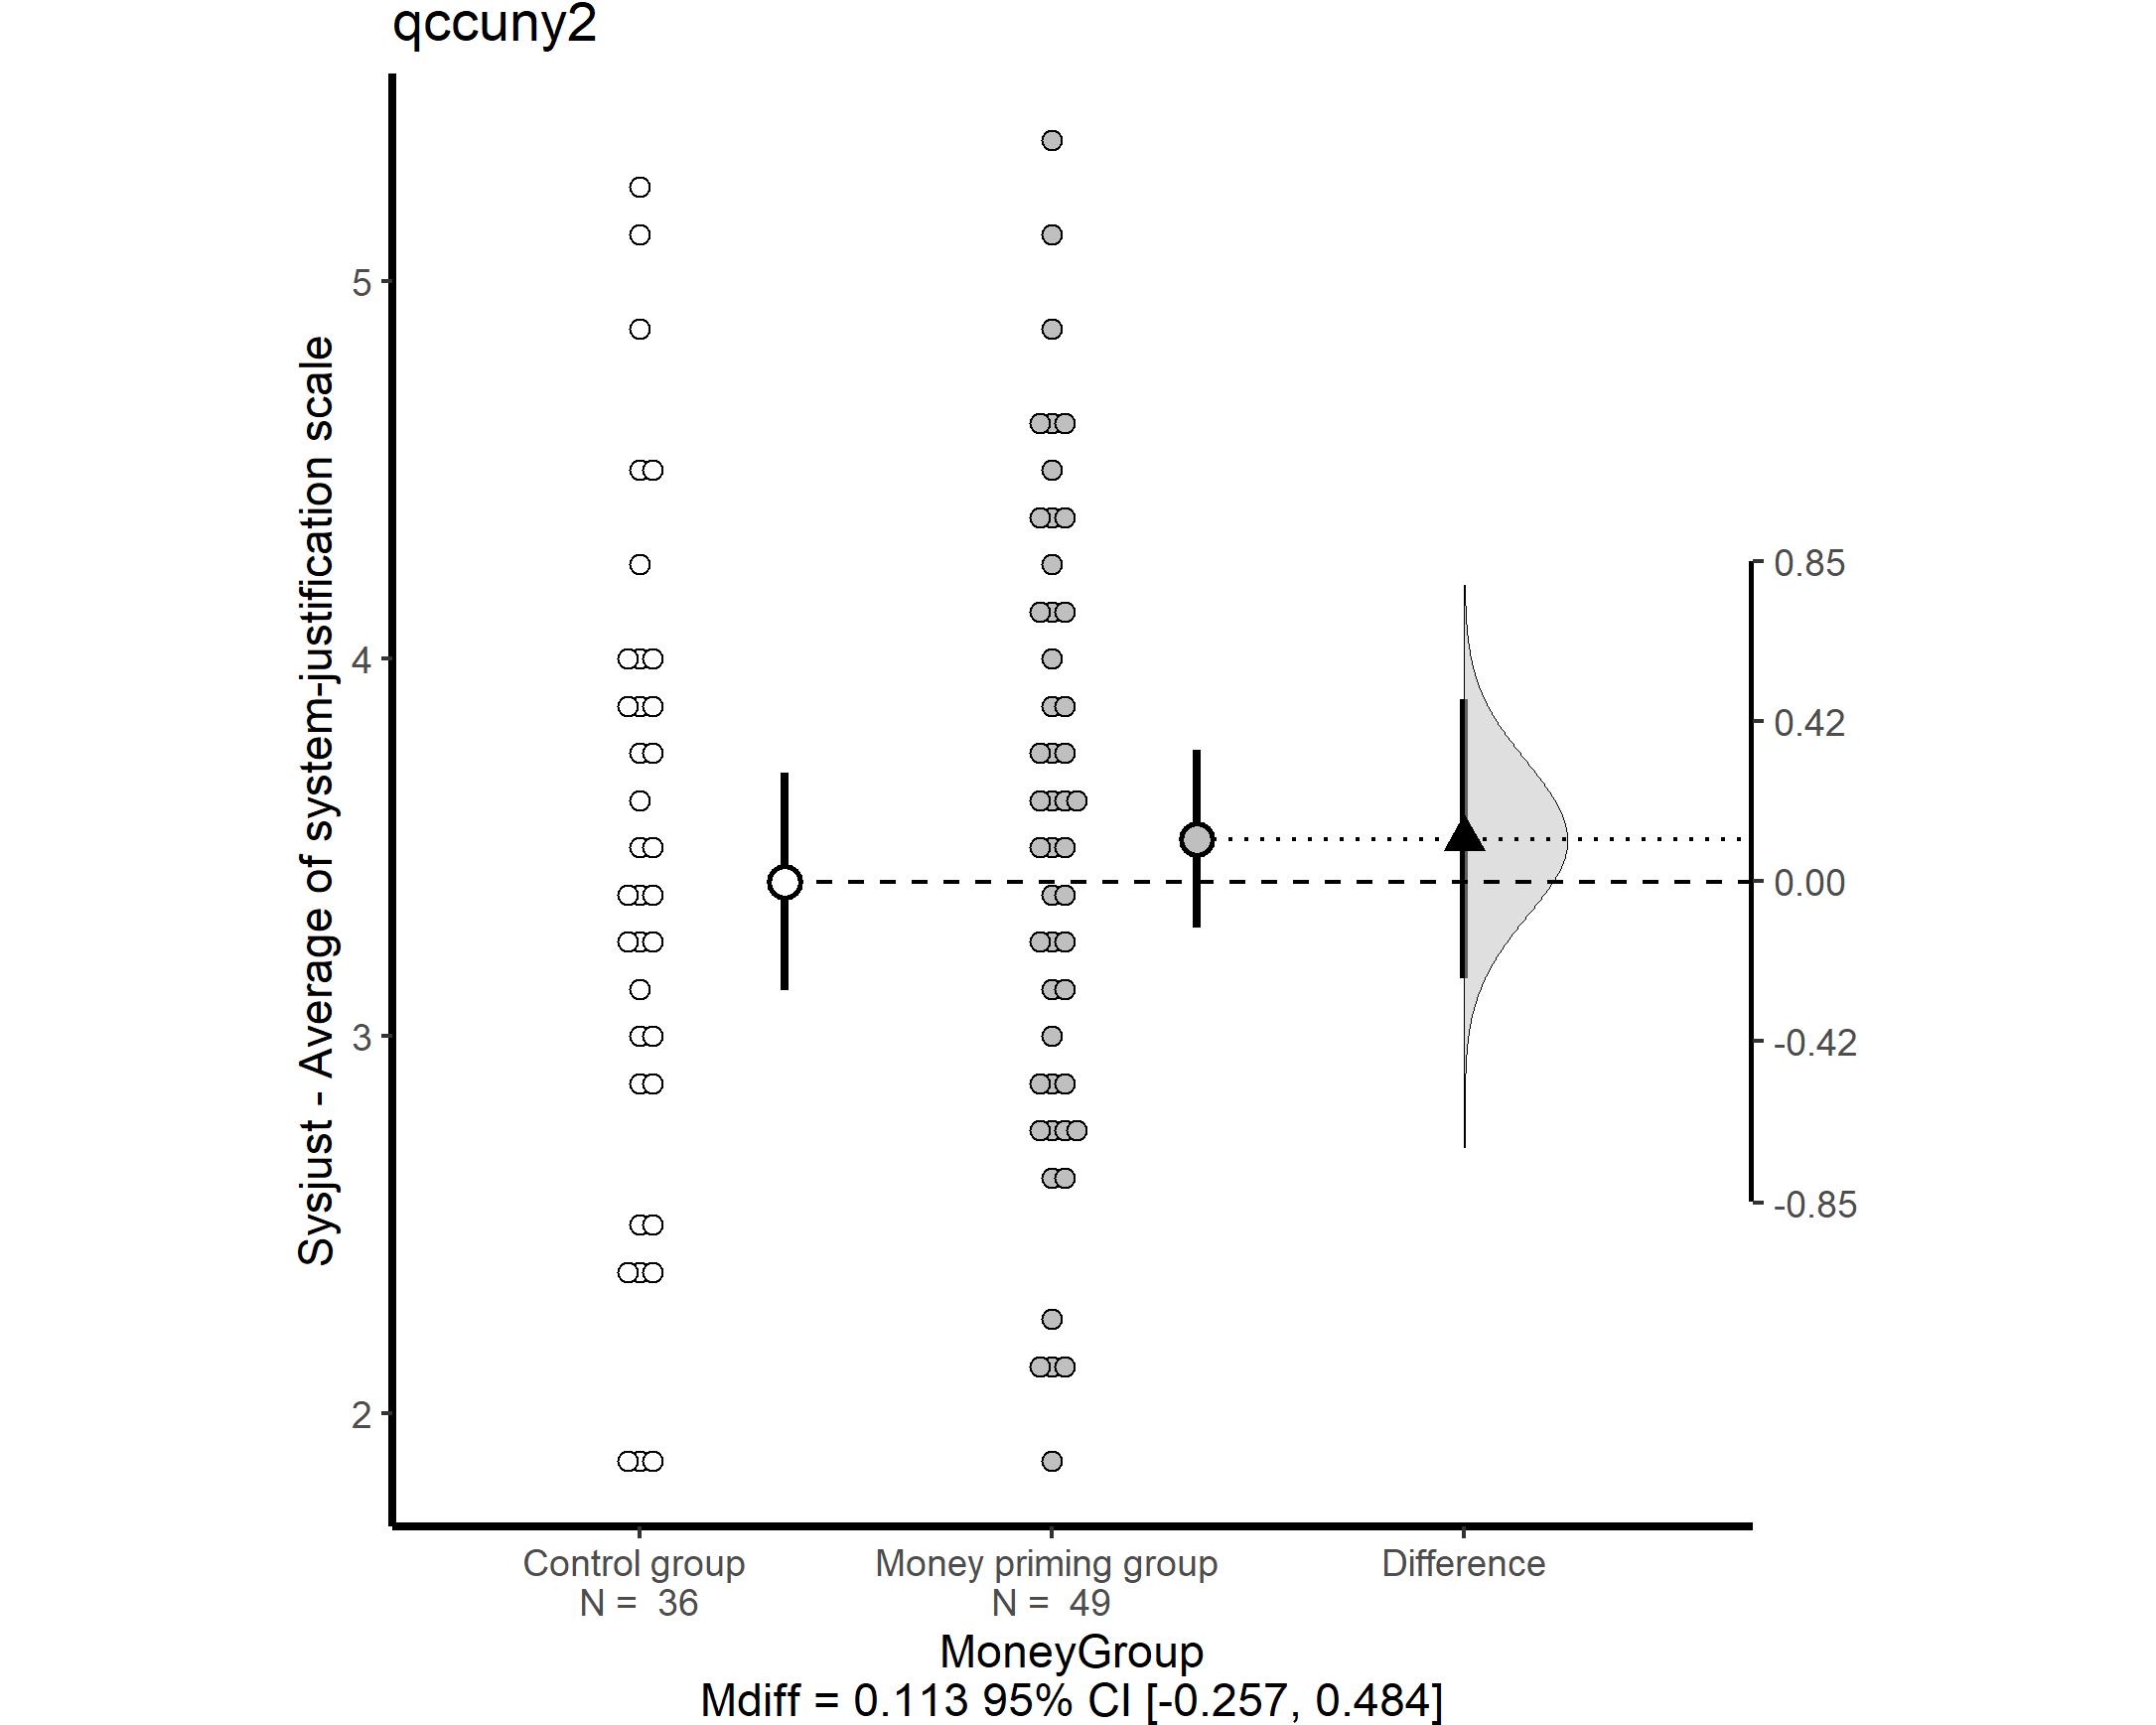 qccuny2
Sysjust - Average of system-justification scale
5
4
3
2
0.85
0.42
0.00
-0.42
-0.85
Control group
N = 36
Money priming group
N = 49
Difference
MoneyGroup
Mdiff = 0.113 95% CI [-0.257, 0.484]